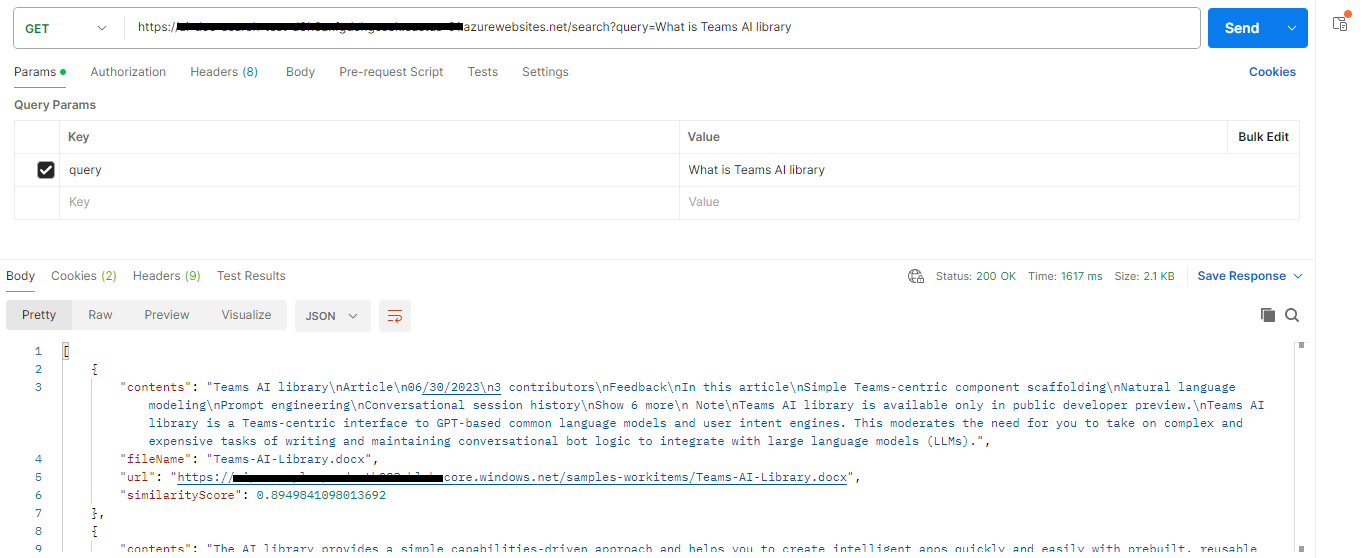 GET
https:// azurewebsites.net/search?query=What is Teams AI library
Send
Params
Authorization
Headers (8)
Body
Pre-request Script
Tests
Settings
Cookies
Query Params
Key
Value
Bulk Edit
query
What is Teams AI library
Key
Value
Body
Cookies (2)
Headers (9)
Test Results
Status: 200 OK
Time: 1617 ms
Size: 2.1 KB
Save Response
Pretty
Raw
Preview
Visualize
JSON
1 [
2 {
3 "contents": "Teams AI library\nArticle\n06/30/2023\n3 contributors\nFeedback\nIn this article\nSimple Teams-centric component scaffolding\nNatural language
modeling\nPrompt engineering\nConversational session history\nShow 6 more\n Note\nTeams AI library is available only in public developer preview.\nTeams AI
library is a Teams-centric interface to GPT-based common language models and user intent engines. This moderates the need for you to take on complex and
expensive tasks of writing and maintaining conversational bot logic to integrate with large language models (LLMs).",
4 "fileName": "Teams-AI-Library.docx",
5 "url": "https:// core.windows.net/samples-workitems/Teams-AI-Library.docx",
6 "similarityScore": 0.8949841098013692
7 },
8 {
9 "contents": "The AI library provides a simple capabilities-driven approach and helps you to create intelligent apps quickly and easily with prebuilt, reusable